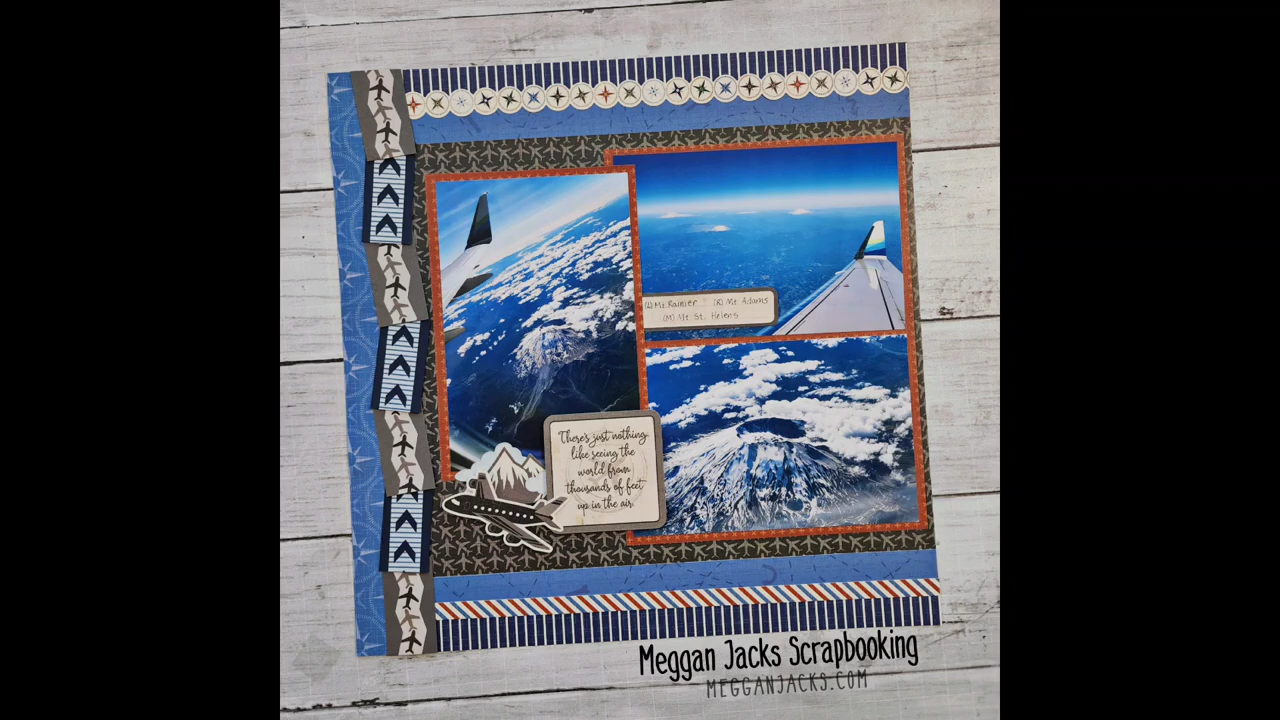 (L) Mt. Rainier (R) Mt. Adams
(M) Mt St. Helens
There's just nothing
like seeing the
world from
thousands of feet
up in the air.
Meggan Jacks Scrapbooking
MEGGANJACKS.COM